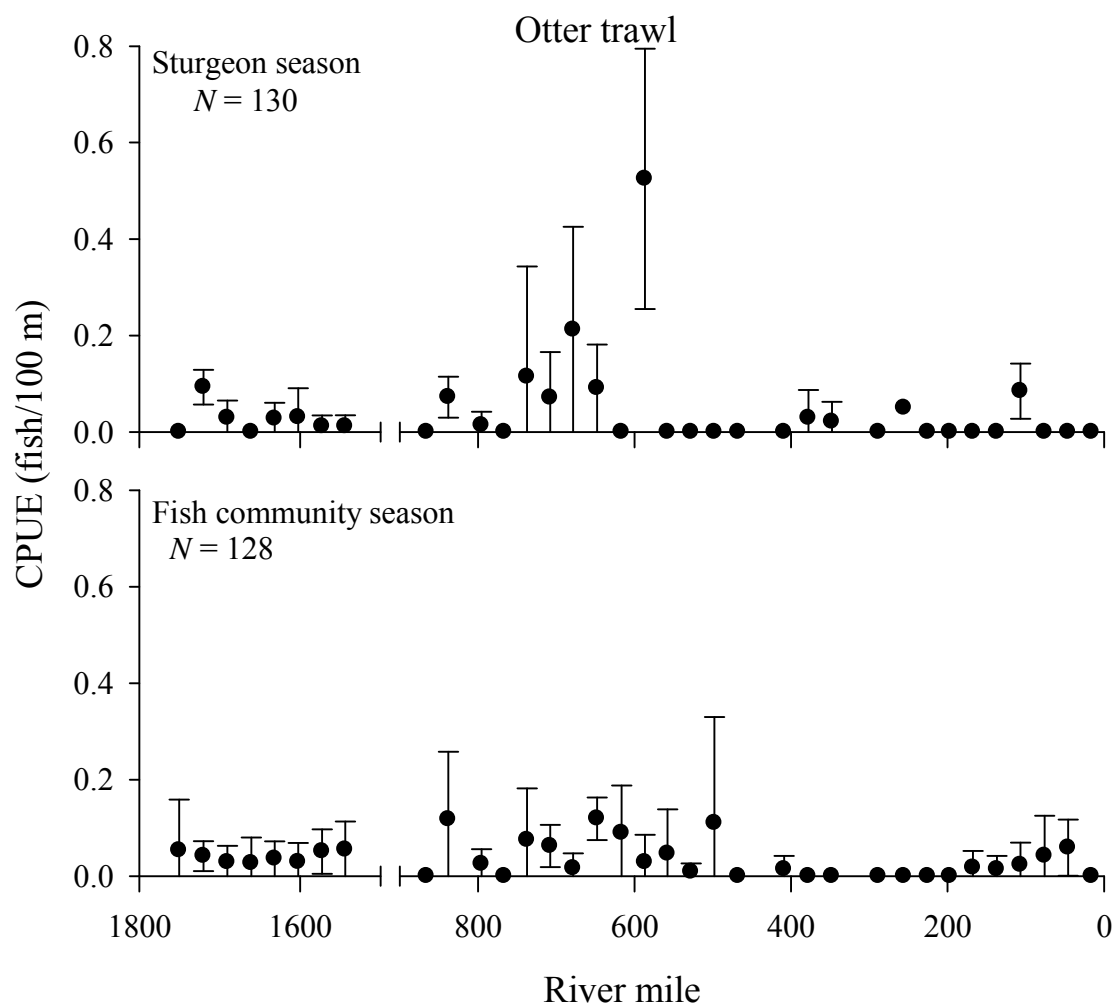 Otter trawl
0.8
Sturgeon season
N = 130
0.6
0.4
0.2
0.0
CPUE (fish/100 m)
0.8
Fish community season
N = 128
0.6
0.4
0.2
0.0
1800 1600 800 600 400 200 0
River mile